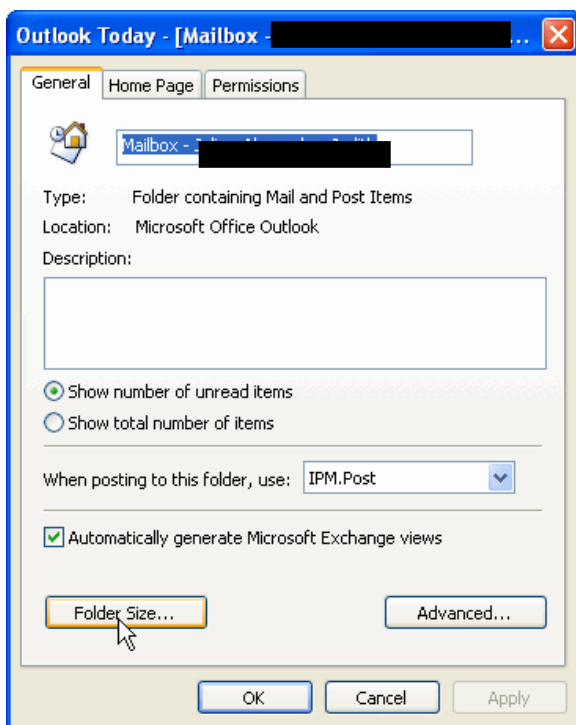 Outlook Today - [Mailbox - ...
General Home Page Permissions
Mailbox -
Type: Folder containing Mail and Post Items
Location: Microsoft Office Outlook
Description:
Show number of unread items
Show total number of items
When posting to this folder, use: IPM.Post
Automatically generate Microsoft Exchange views
Folder Size... Advanced...
OK Cancel Apply